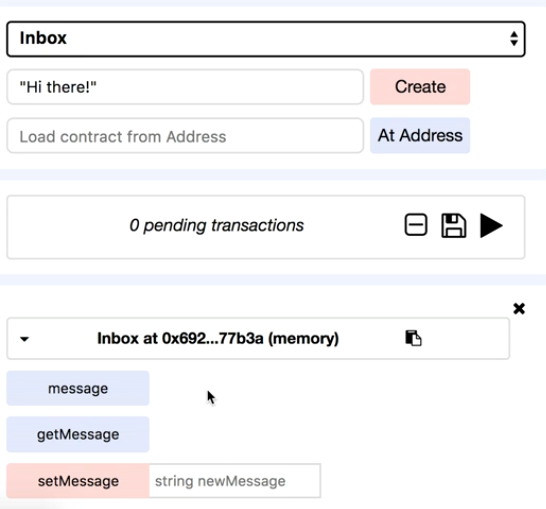 Inbox
"Hi there!" Create
Load contract from Address At Address
0 pending transactions
Inbox at 0x692...77b3a (memory)
message
getMessage
setMessage string newMessage